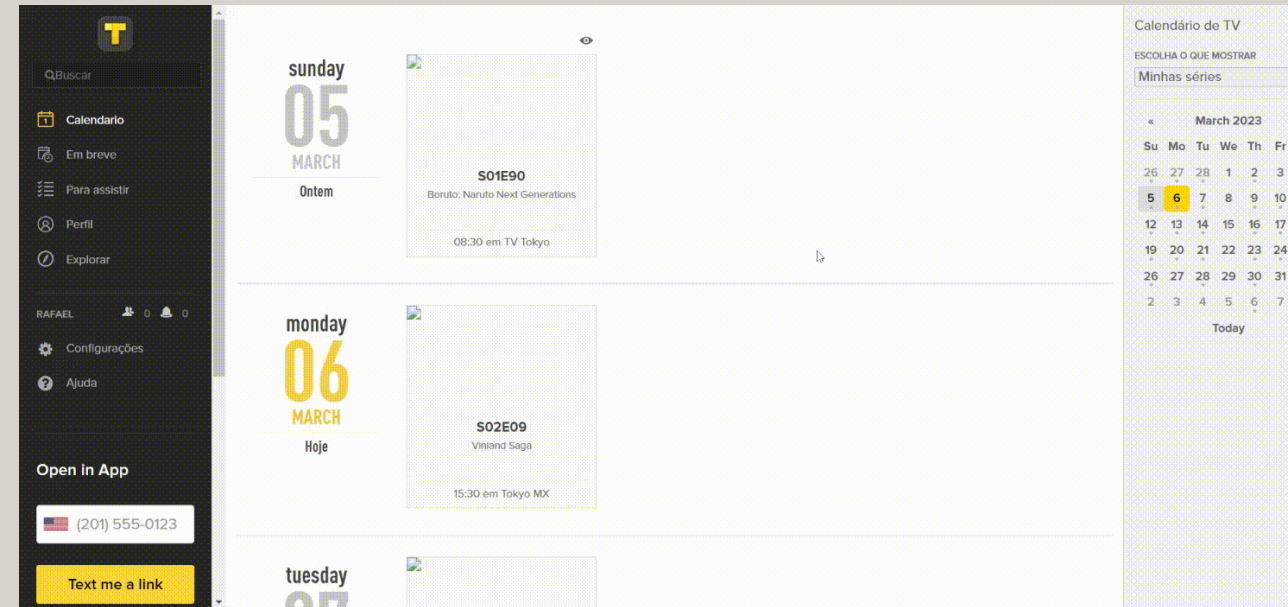 T
Buscar
1
Calendario
Em breve
Para assistir
Perfil
Explorar
RAFAEL 0 0
Configurações
? Ajuda
Open in App
(201) 555-0123
Text me a link
sunday
05
MARCH
Ontem
S01E90
Boruto: Naruto Next Generations
08:30 em TV Tokyo
monday
06
MARCH
Hoje
S02E09
Vinland Saga
15:30 em Tokyo MX
tuesday
07
Calendário de TV
ESCOLHA O QUE MOSTRAR
Minhas séries
« March 2023
Su Mo Tu We Th Fr
26 27 28 1 2 3
5 6 7 8 9 10
12 13 14 15 16 17
19 20 21 22 23 24
26 27 28 29 30 31
2 3 4 5 6 7
Today